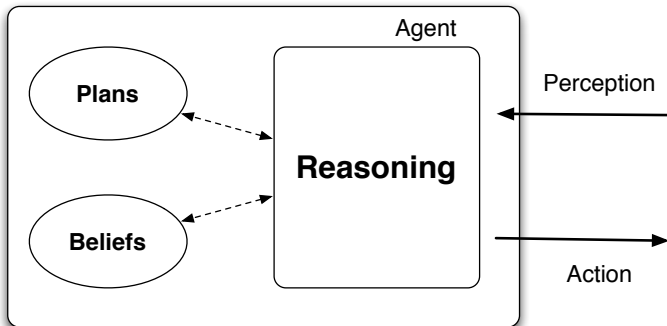 Agent
Plans
Perception
Reasoning
Beliefs
Action